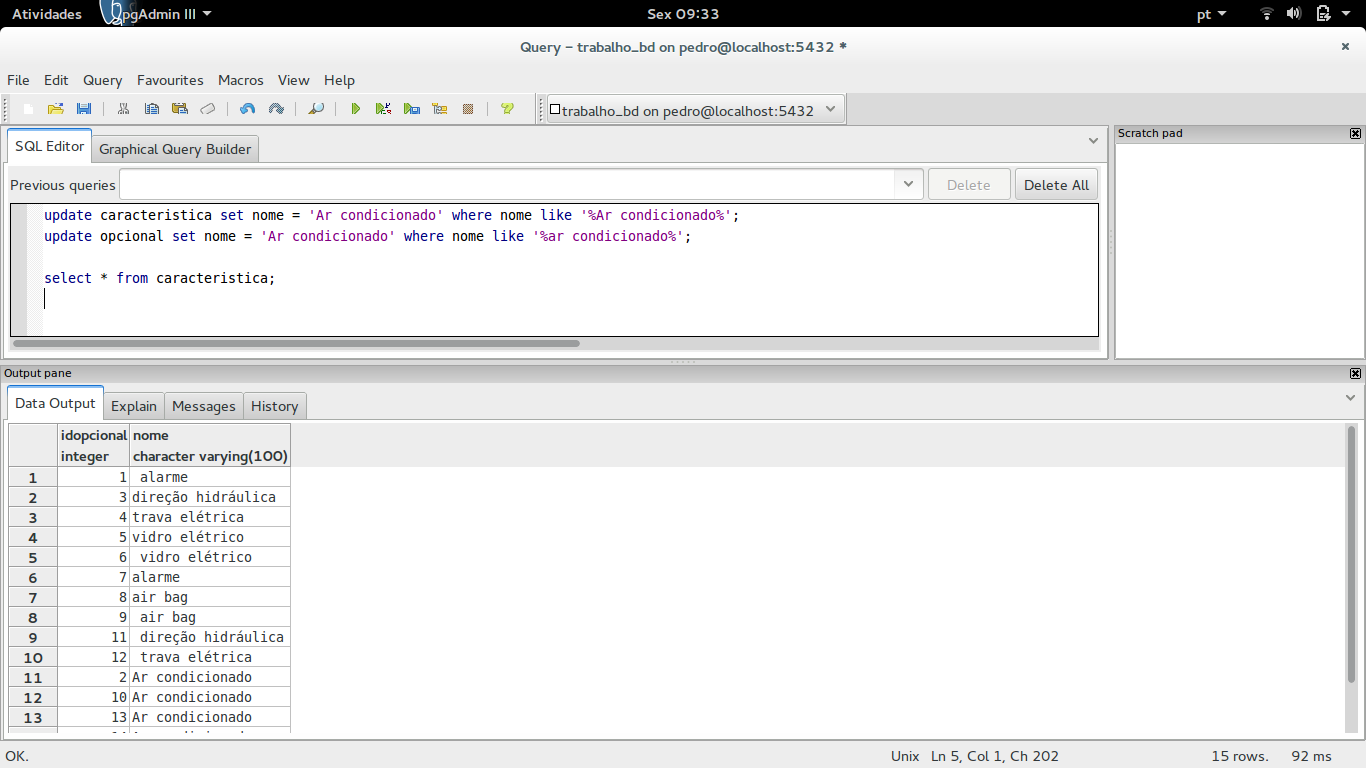 Atividades pgAdmin III Sex 09:33 pt
Query - trabalho_bd on pedro@localhost:5432 *
File Edit Query Favourites Macros View Help
trabalho_bd on pedro@localhost:5432
SQL Editor Graphical Query Builder
Previous queries Delete Delete All
update caracteristica set nome = 'Ar condicionado' where nome like '%Ar condicionado%';
update opcional set nome = 'Ar condicionado' where nome like '%ar condicionado%';
select * from caracteristica;
Scratch pad
Output pane
Data Output Explain Messages History
idopcional nome
integer character varying(100)
1 1 alarme
2 3 direção hidráulica
3 4 trava elétrica
4 5 vidro elétrico
5 6 vidro elétrico
6 7 alarme
7 8 air bag
8 9 air bag
9 11 direção hidráulica
10 12 trava elétrica
11 2 Ar condicionado
12 10 Ar condicionado
13 13 Ar condicionado
OK. Unix Ln 5, Col 1, Ch 202 15 rows. 92 ms